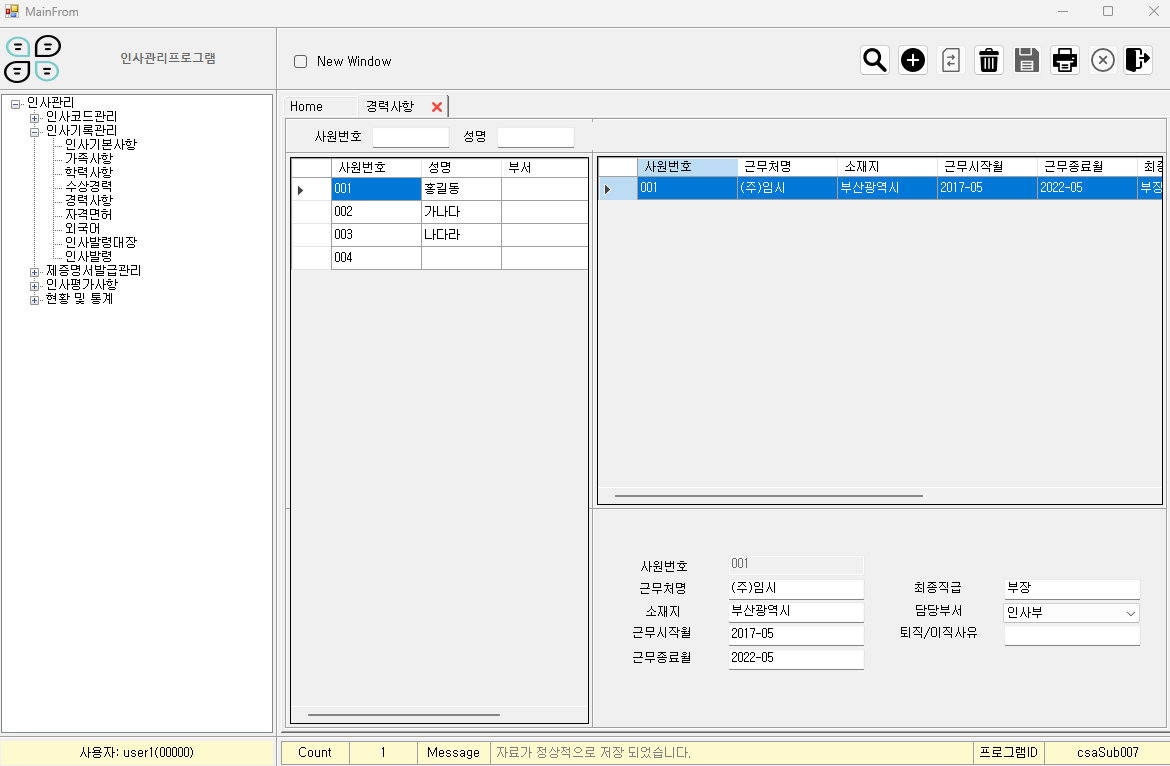 MainFrom
인사관리프로그램
New Window
인사관리
인사코드관리
인사기록관리
인사기본사항
가족사항
학력사항
수상경력
경력사항
자격면허
외국어
인사발령대장
인사발령
제증명서발급관리
인사평가사항
현황 및 통계
Home 경력사항
사원번호 성명
사원번호 성명 부서
001 홍길동
002 가나다
003 나다라
004
사원번호 근무처명 소재지 근무시작월 근무종료월 최종
001 (주)임시 부산광역시 2017-05 2022-05 부장
사원번호 001
근무처명 (주)임시 최종직급 부장
소재지 부산광역시 담당부서 인사부
근무시작월 2017-05 퇴직/이직사유
근무종료월 2022-05
사용자: user1(00000) Count 1 Message 자료가 정상적으로 저장 되었습니다. 프로그램ID csaSub007